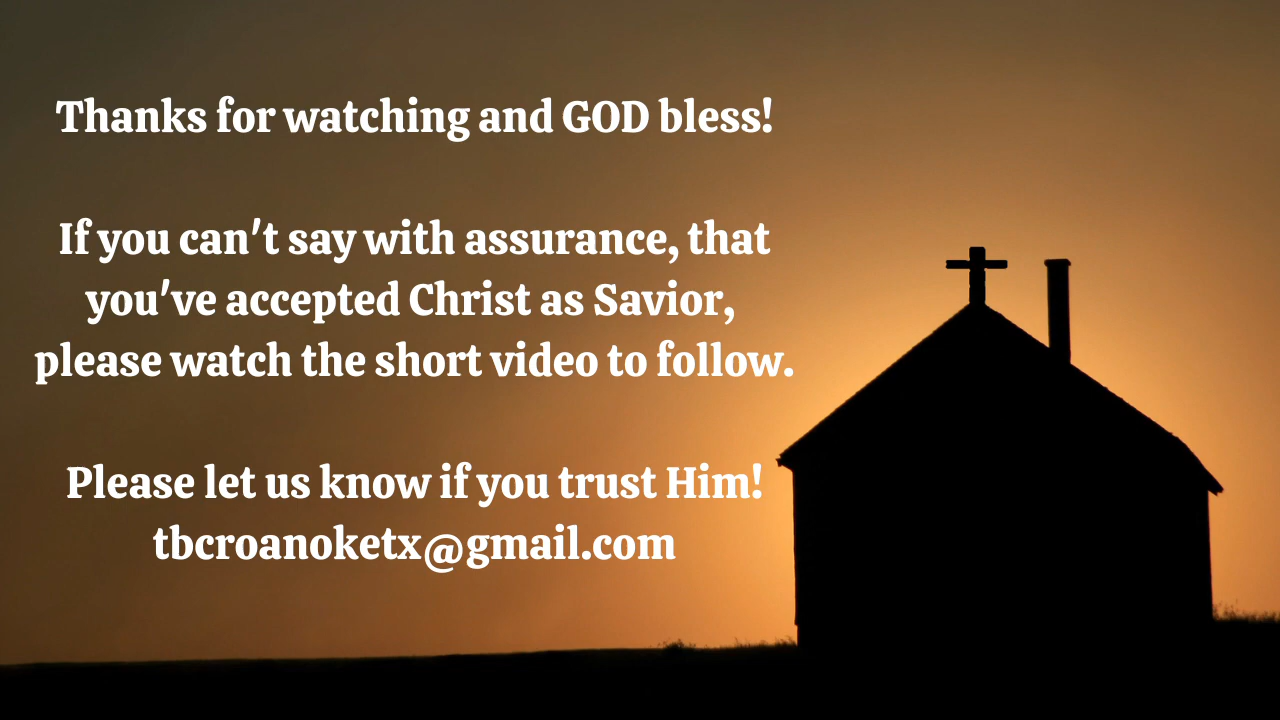 Thanks for watching and GOD bless!
If you can't say with assurance, that
you've accepted Christ as Savior,
please watch the short video to follow.
Please let us know if you trust Him!
tbcroanoketx@gmail.com